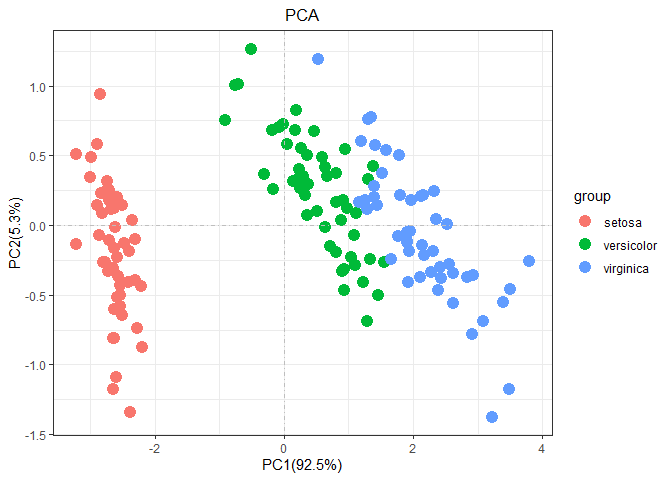 PCA
PC2(5.3%)
1.0
0.5
0.0
-0.5
-1.0
-1.5
-2
0
2
4
PC1(92.5%)
group
setosa
versicolor
virginica